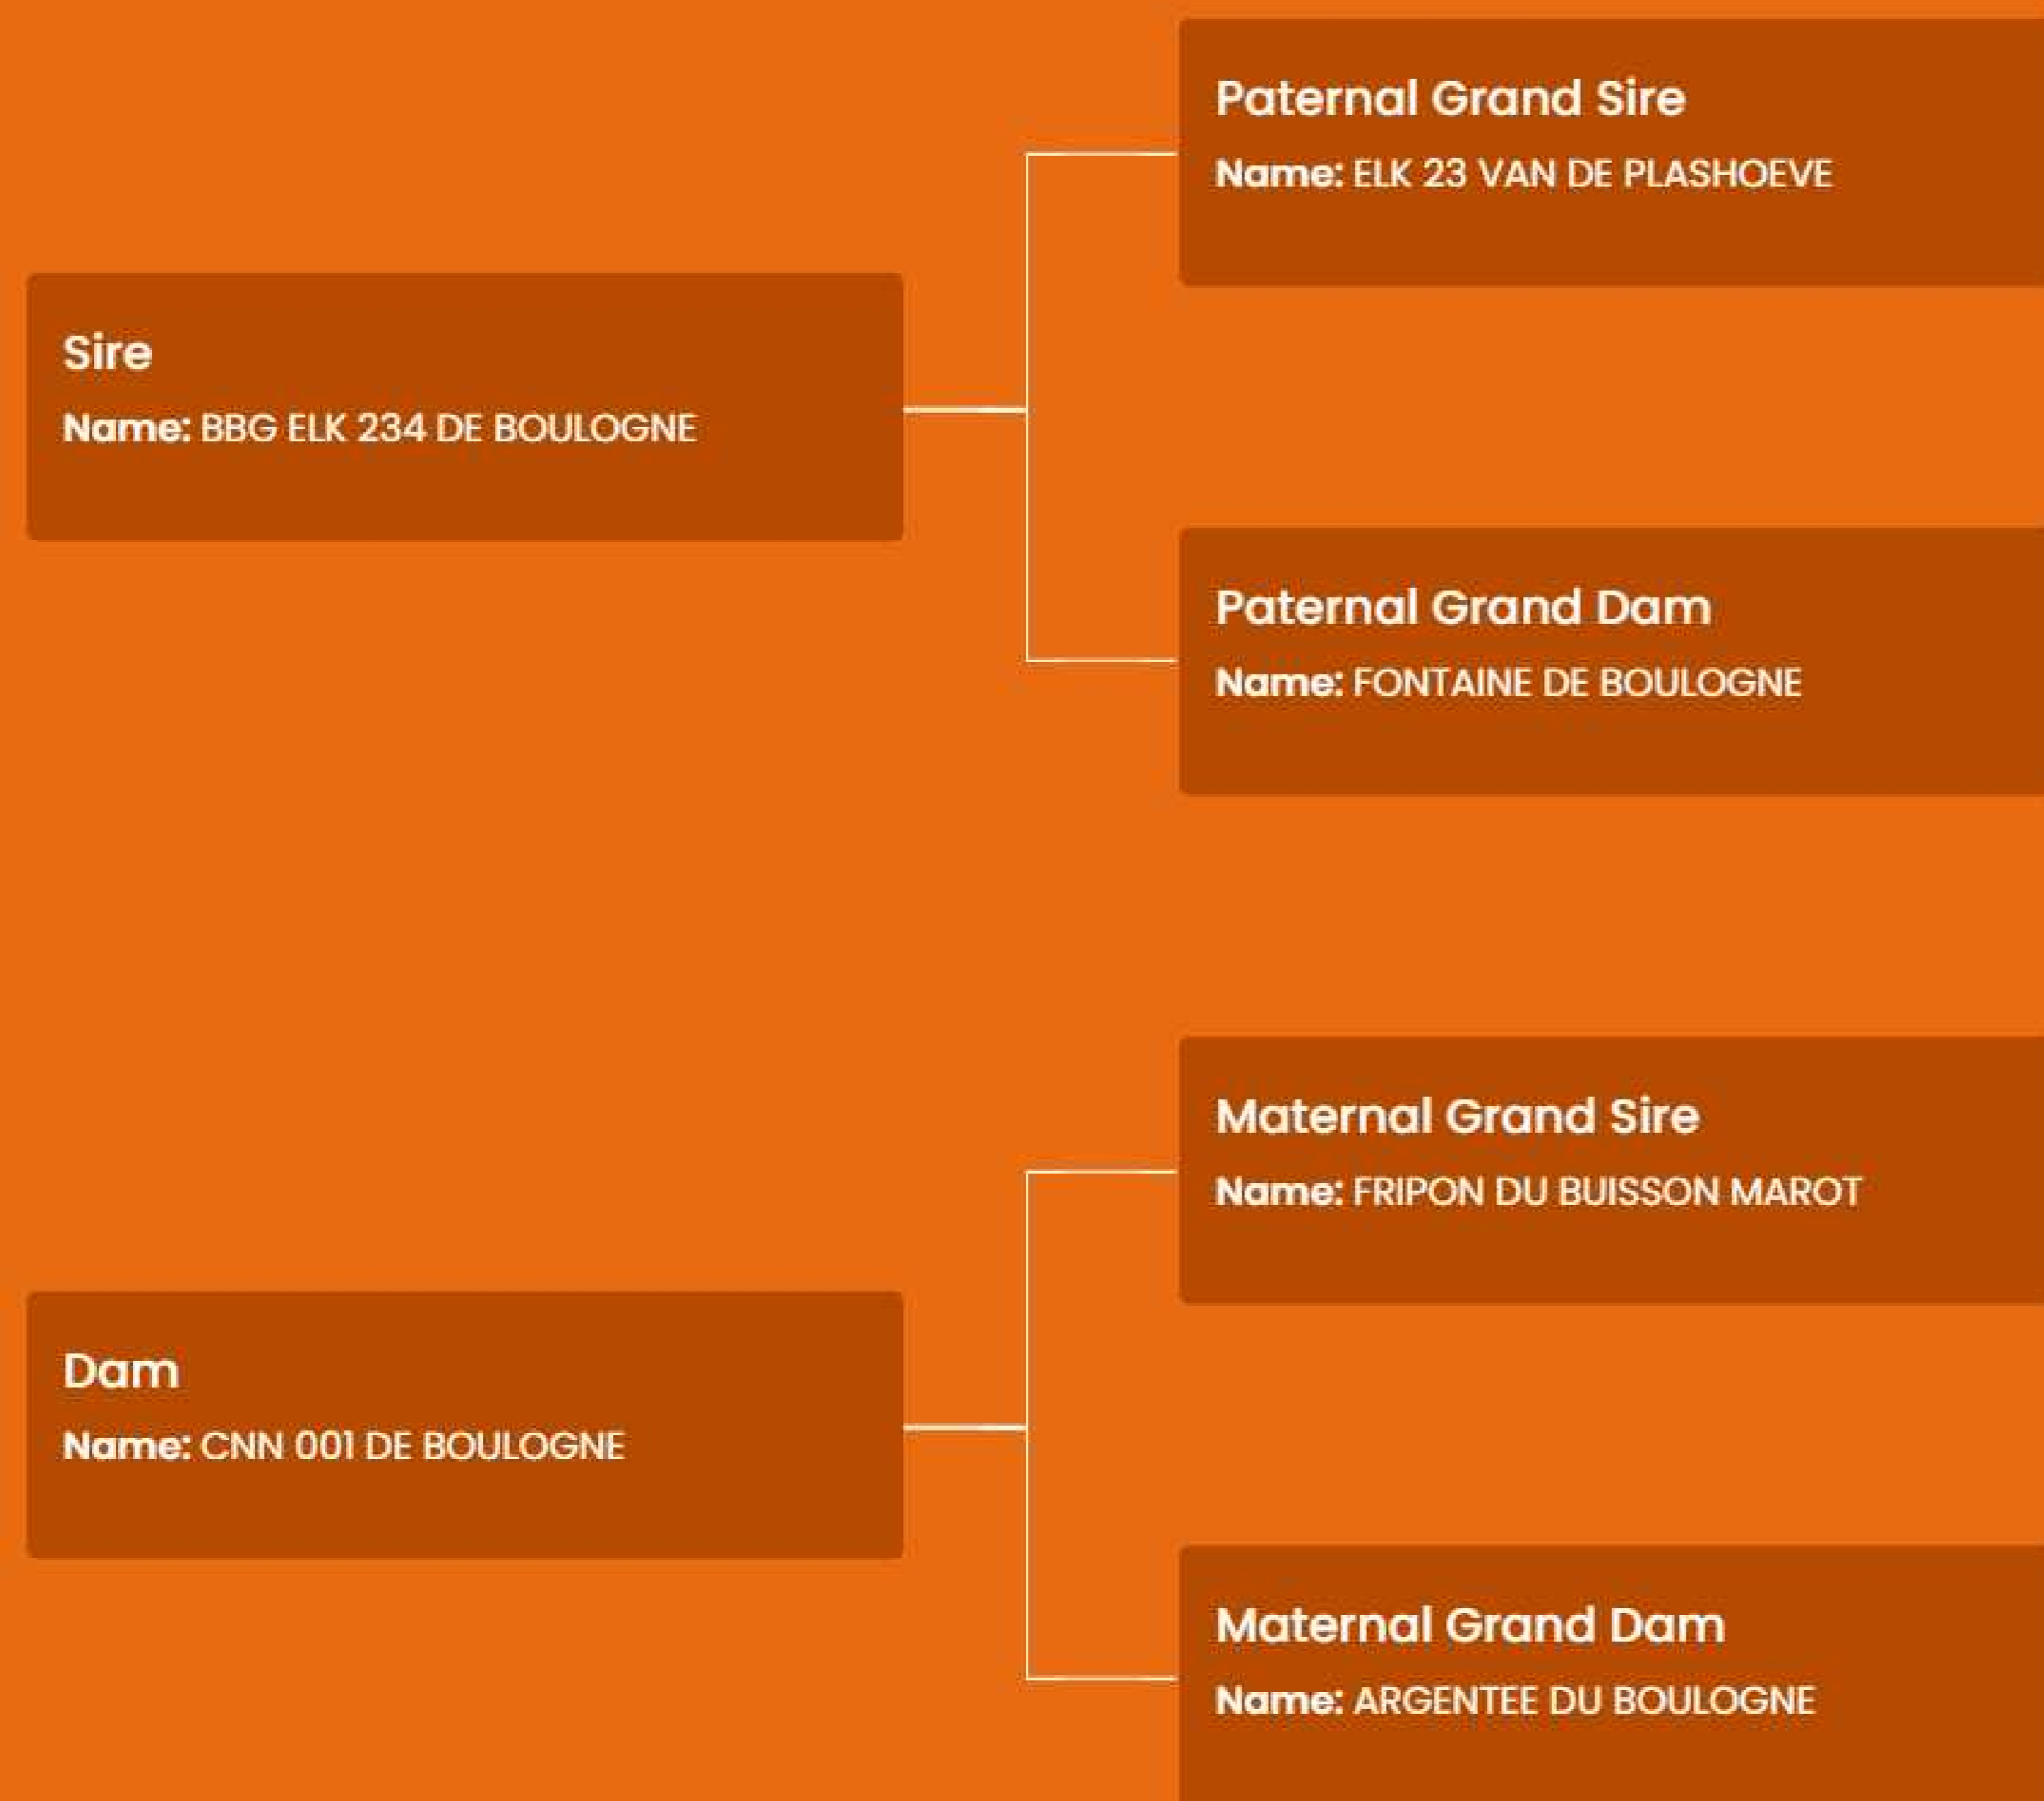 Paternal Grand Sire
Name: ELK 23 VAN DE PLASHOEVE
Sire
Name: BBG ELK 234 DE BOULOGNE
Paternal Grand Dam
Name: FONTAINE DE BOULOGNE
Maternal Grand Sire
Name: FRIPON DU BUISSON MAROT
Dam
Name: CNN 001 DE BOULOGNE
Maternal Grand Dam
Name: ARGENTEE DU BOULOGNE